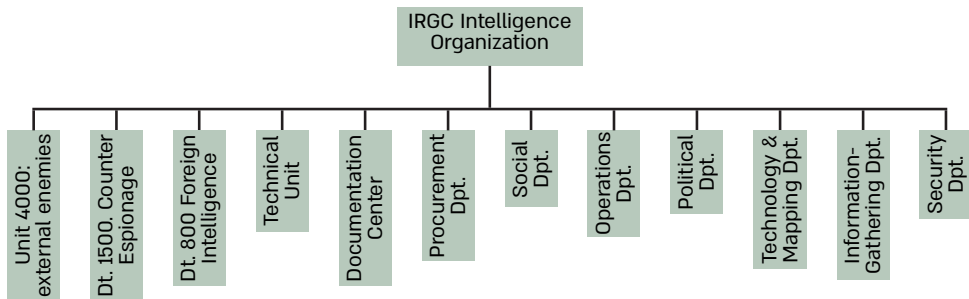 IRGC Intelligence
Organization
Unit 4000:
external enemies
Dt. 1500. Counter
Espionage
Dt. 800 Foreign
Intelligence
Technical
Unit
Documentation
Center
Procurement
Dpt.
Social
Dpt.
Operations
Dpt.
Political
Dpt.
Technology &
Mapping Dpt.
Information-
Gathering Dpt.
Security
Dpt.